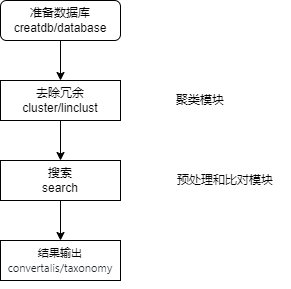 准备数据库
creatdb/database
去除冗余
cluster/linclust
聚类模块
搜索
search
预处理和比对模块
结果输出
convertalis/taxonomy